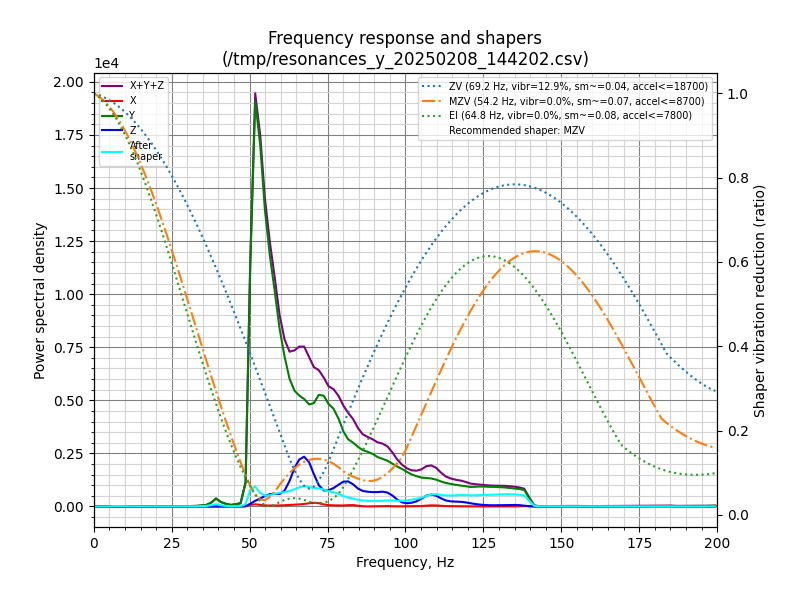 Frequency response and shapers
(/tmp/resonances_y_20250208_144202.csv)
1e4
X+Y+Z
X
Y
Z
After
shaper
ZV (69.2 Hz, vibr=12.9%, sm~=0.04, accel<=18700)
MZV (54.2 Hz, vibr=0.0%, sm~=0.07, accel<=8700)
EI (64.8 Hz, vibr=0.0%, sm~=0.08, accel<=7800)
Recommended shaper: MZV
2.00
1.75
1.50
1.25
1.00
0.75
0.50
0.25
0.00
Power spectral density
1.0
0.8
0.6
0.4
0.2
0.0
Shaper vibration reduction (ratio)
0 25 50 75 100 125 150 175 200
Frequency, Hz